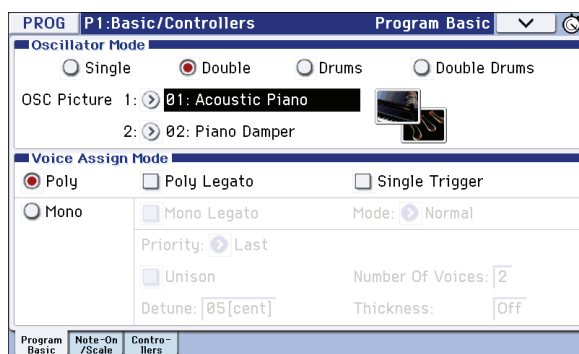 PROG P1:Basic/Controllers Program Basic
Oscillator Mode
Single Double Drums Double Drums
OSC Picture 1: 01: Acoustic Piano
2: 02: Piano Damper
Voice Assign Mode
Poly Poly Legato Single Trigger
Mono Mono Legato Mode: Normal
Priority: Last
Unison Number Of Voices: 2
Detune: 05[cent] Thickness: Off
Program Basic Note-On /Scale Contro- llers